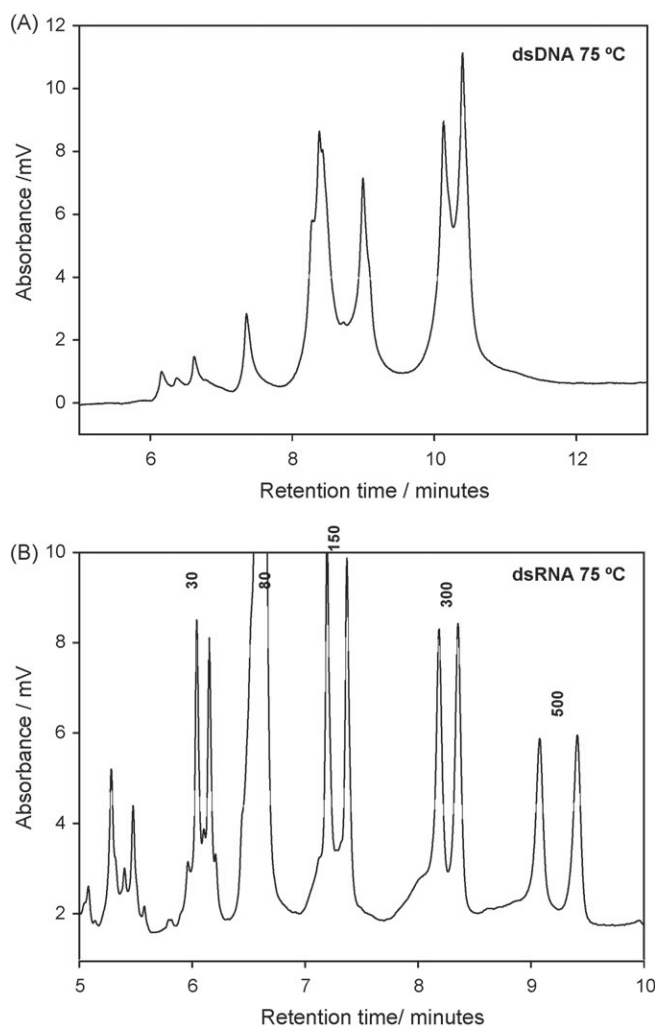 (A)
12
dsDNA 75 ºC
10
8
6
4
2
0
Absorbance /mV
6 8 10 12
Retention time / minutes
(B)
10
30
80
150
300
500
dsRNA 75 ºC
8
6
4
2
Absorbance / mV
5 6 7 8 9 10
Retention time/ minutes